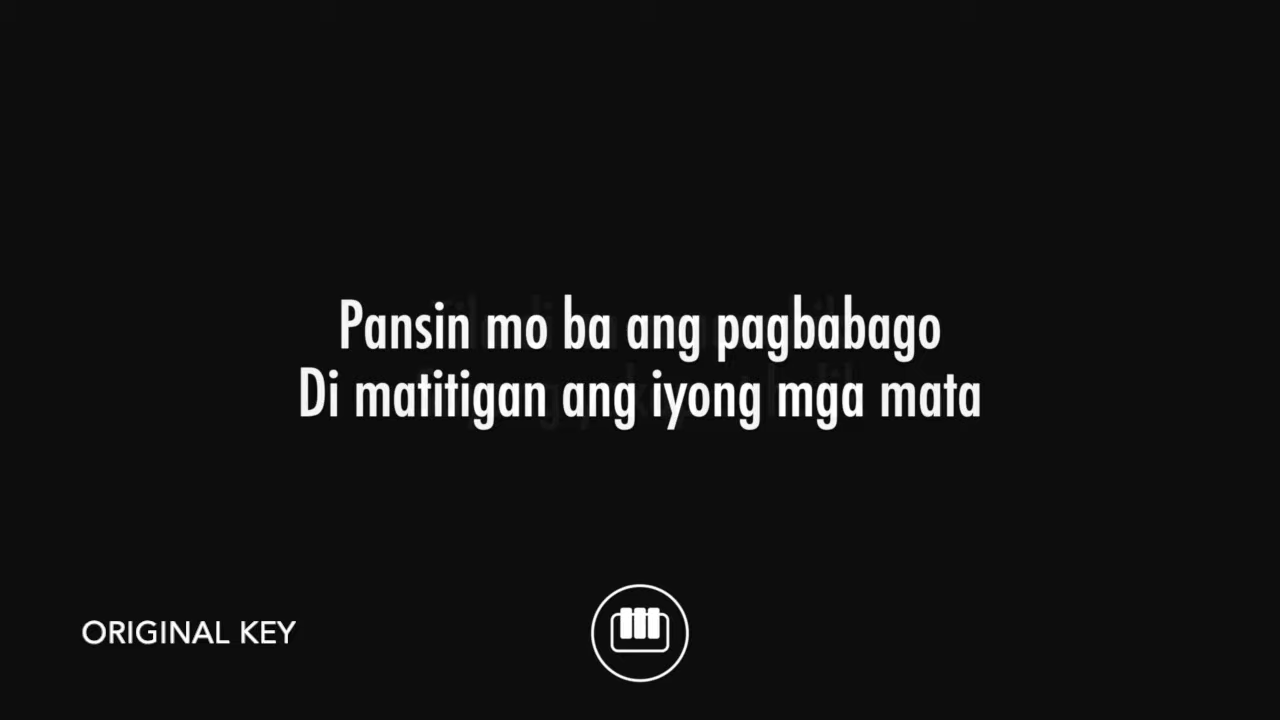 Pansin mo ba ang pagbabago
Di matitigan ang iyong mga mata
ORIGINAL KEY